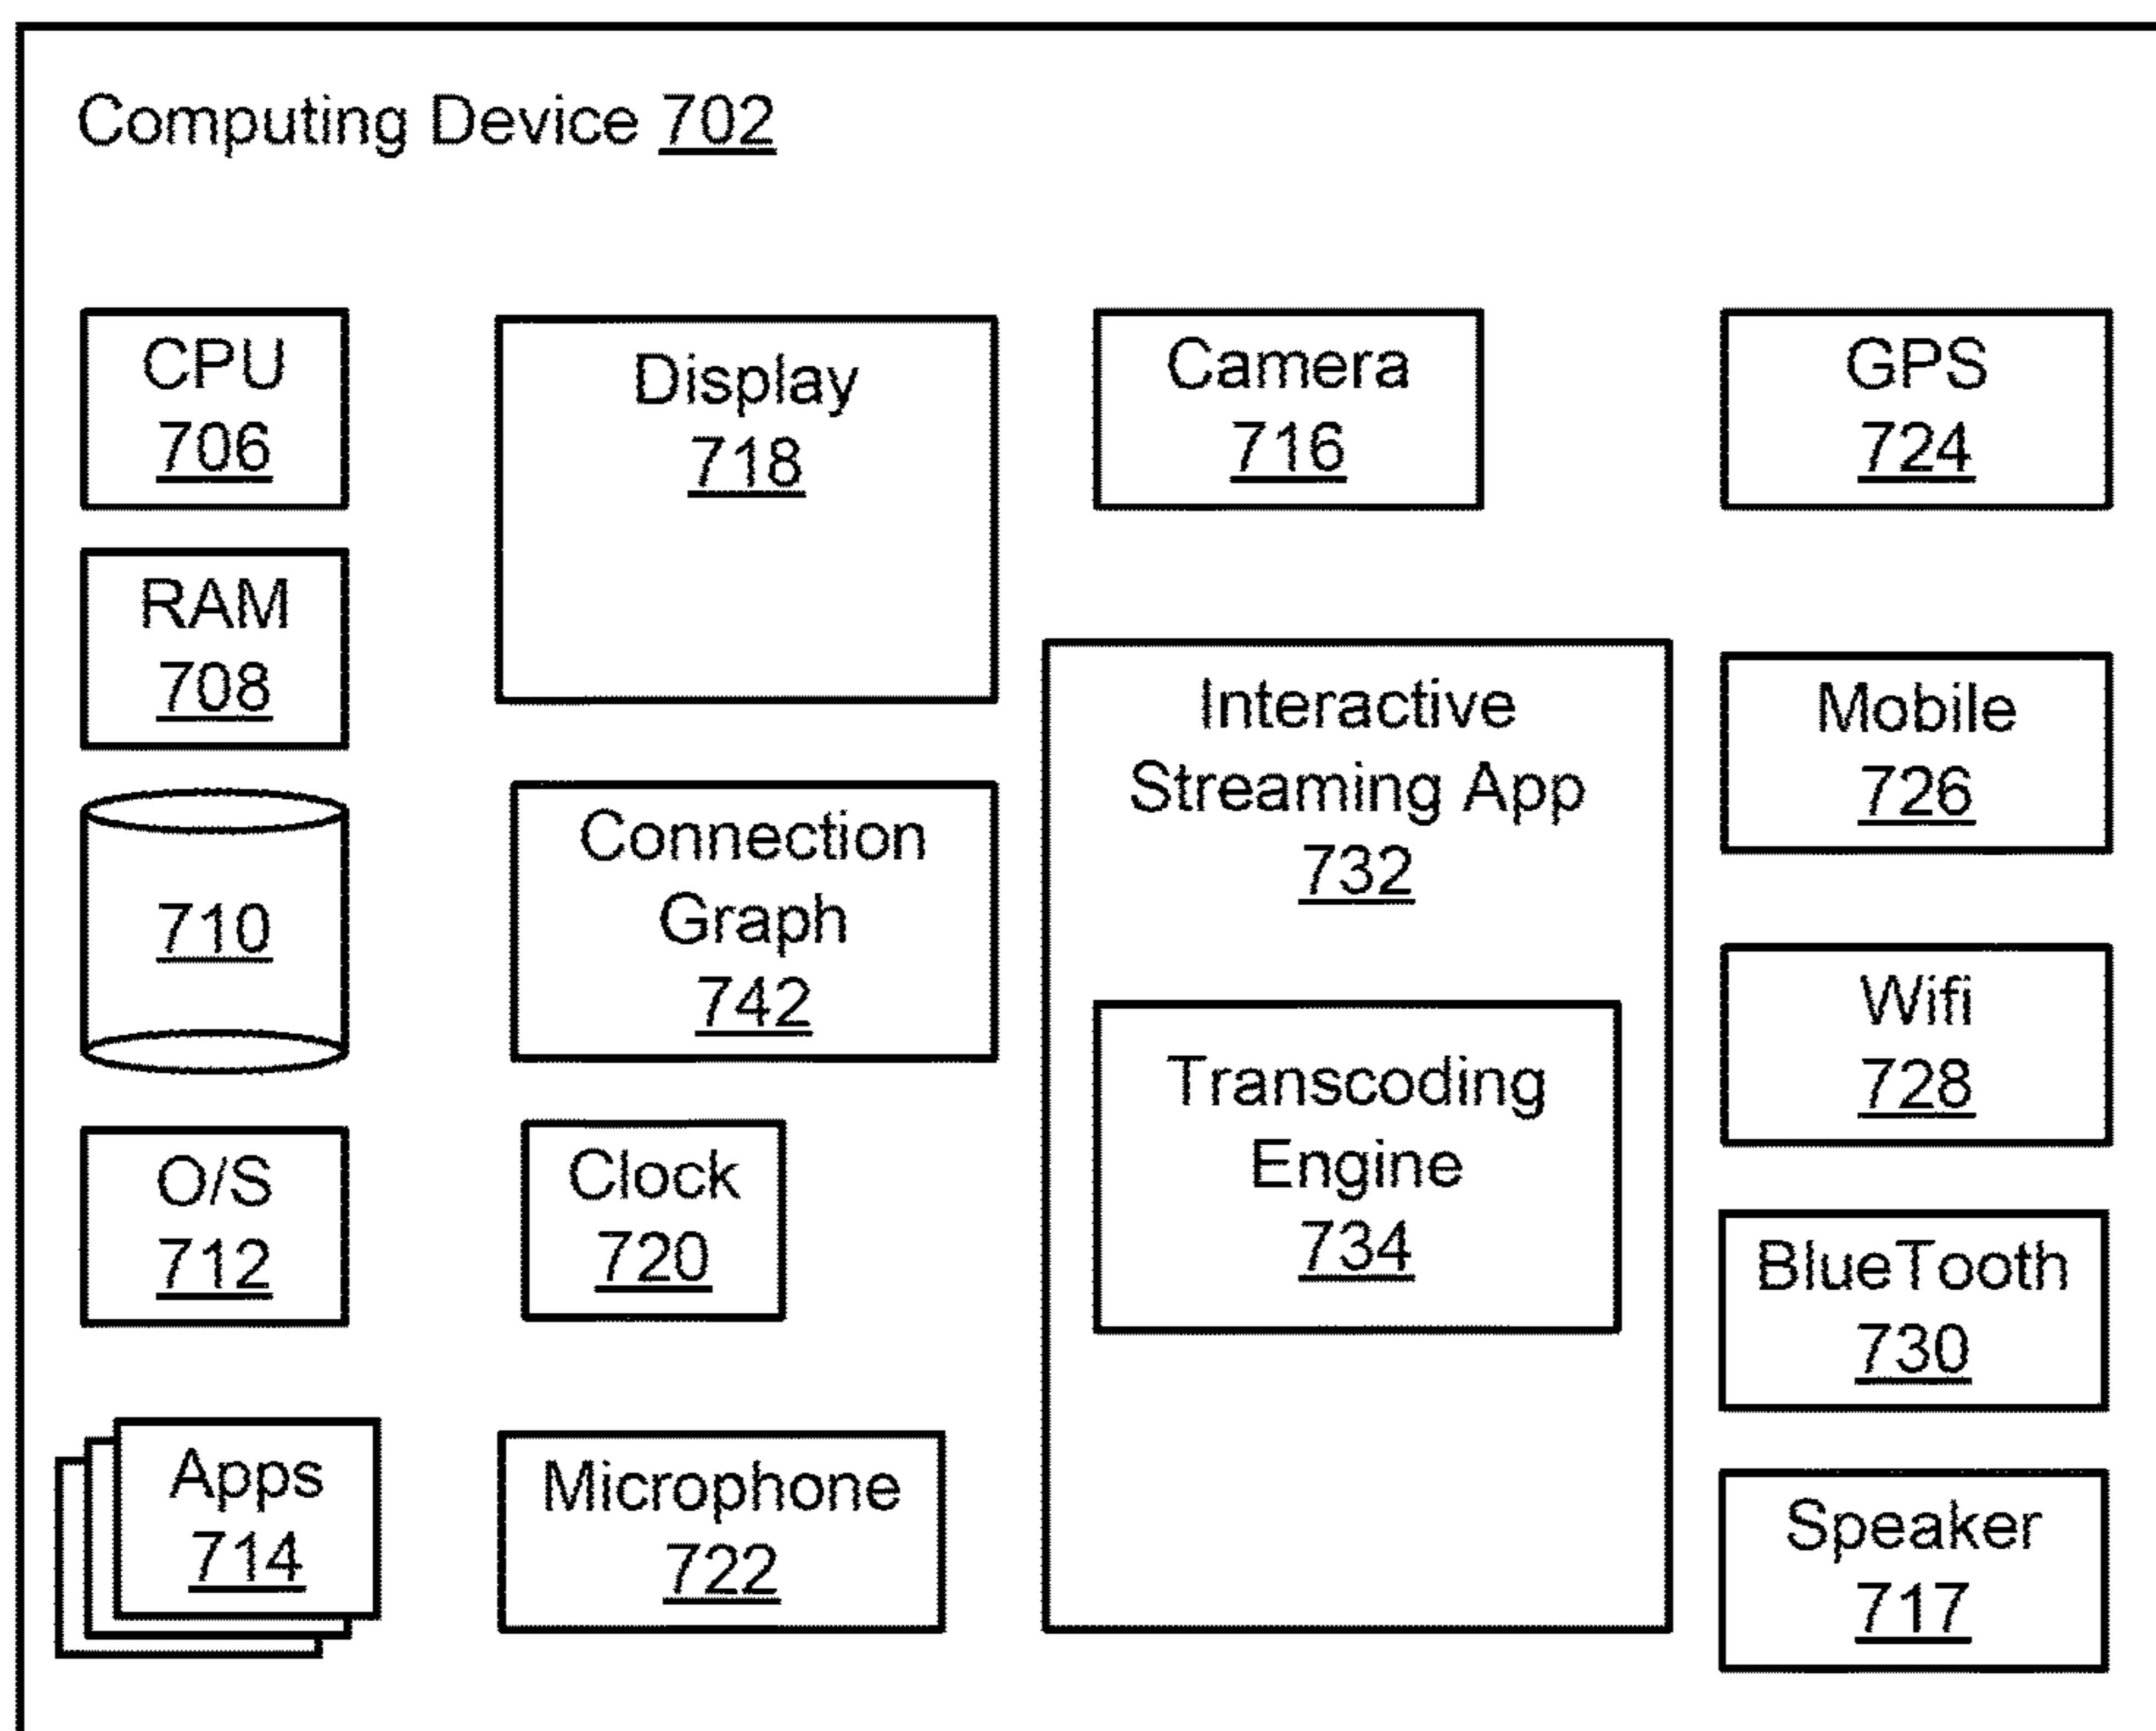 Computing Device 702
CPU
706
RAM
708
710
O/S
712
Apps
714
Display
718
Connection
Graph
742
Clock
720
Microphone
722
Camera
716
Interactive
Streaming App
732
Transcoding
Engine
734
GPS
724
Mobile
726
Wifi
728
BlueTooth
730
Speaker
717